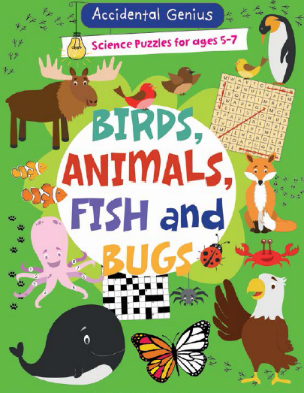 Accidental Genius
Science Puzzles for ages 5-7
BIRDS,
ANIMALS,
FISH and
BUGS